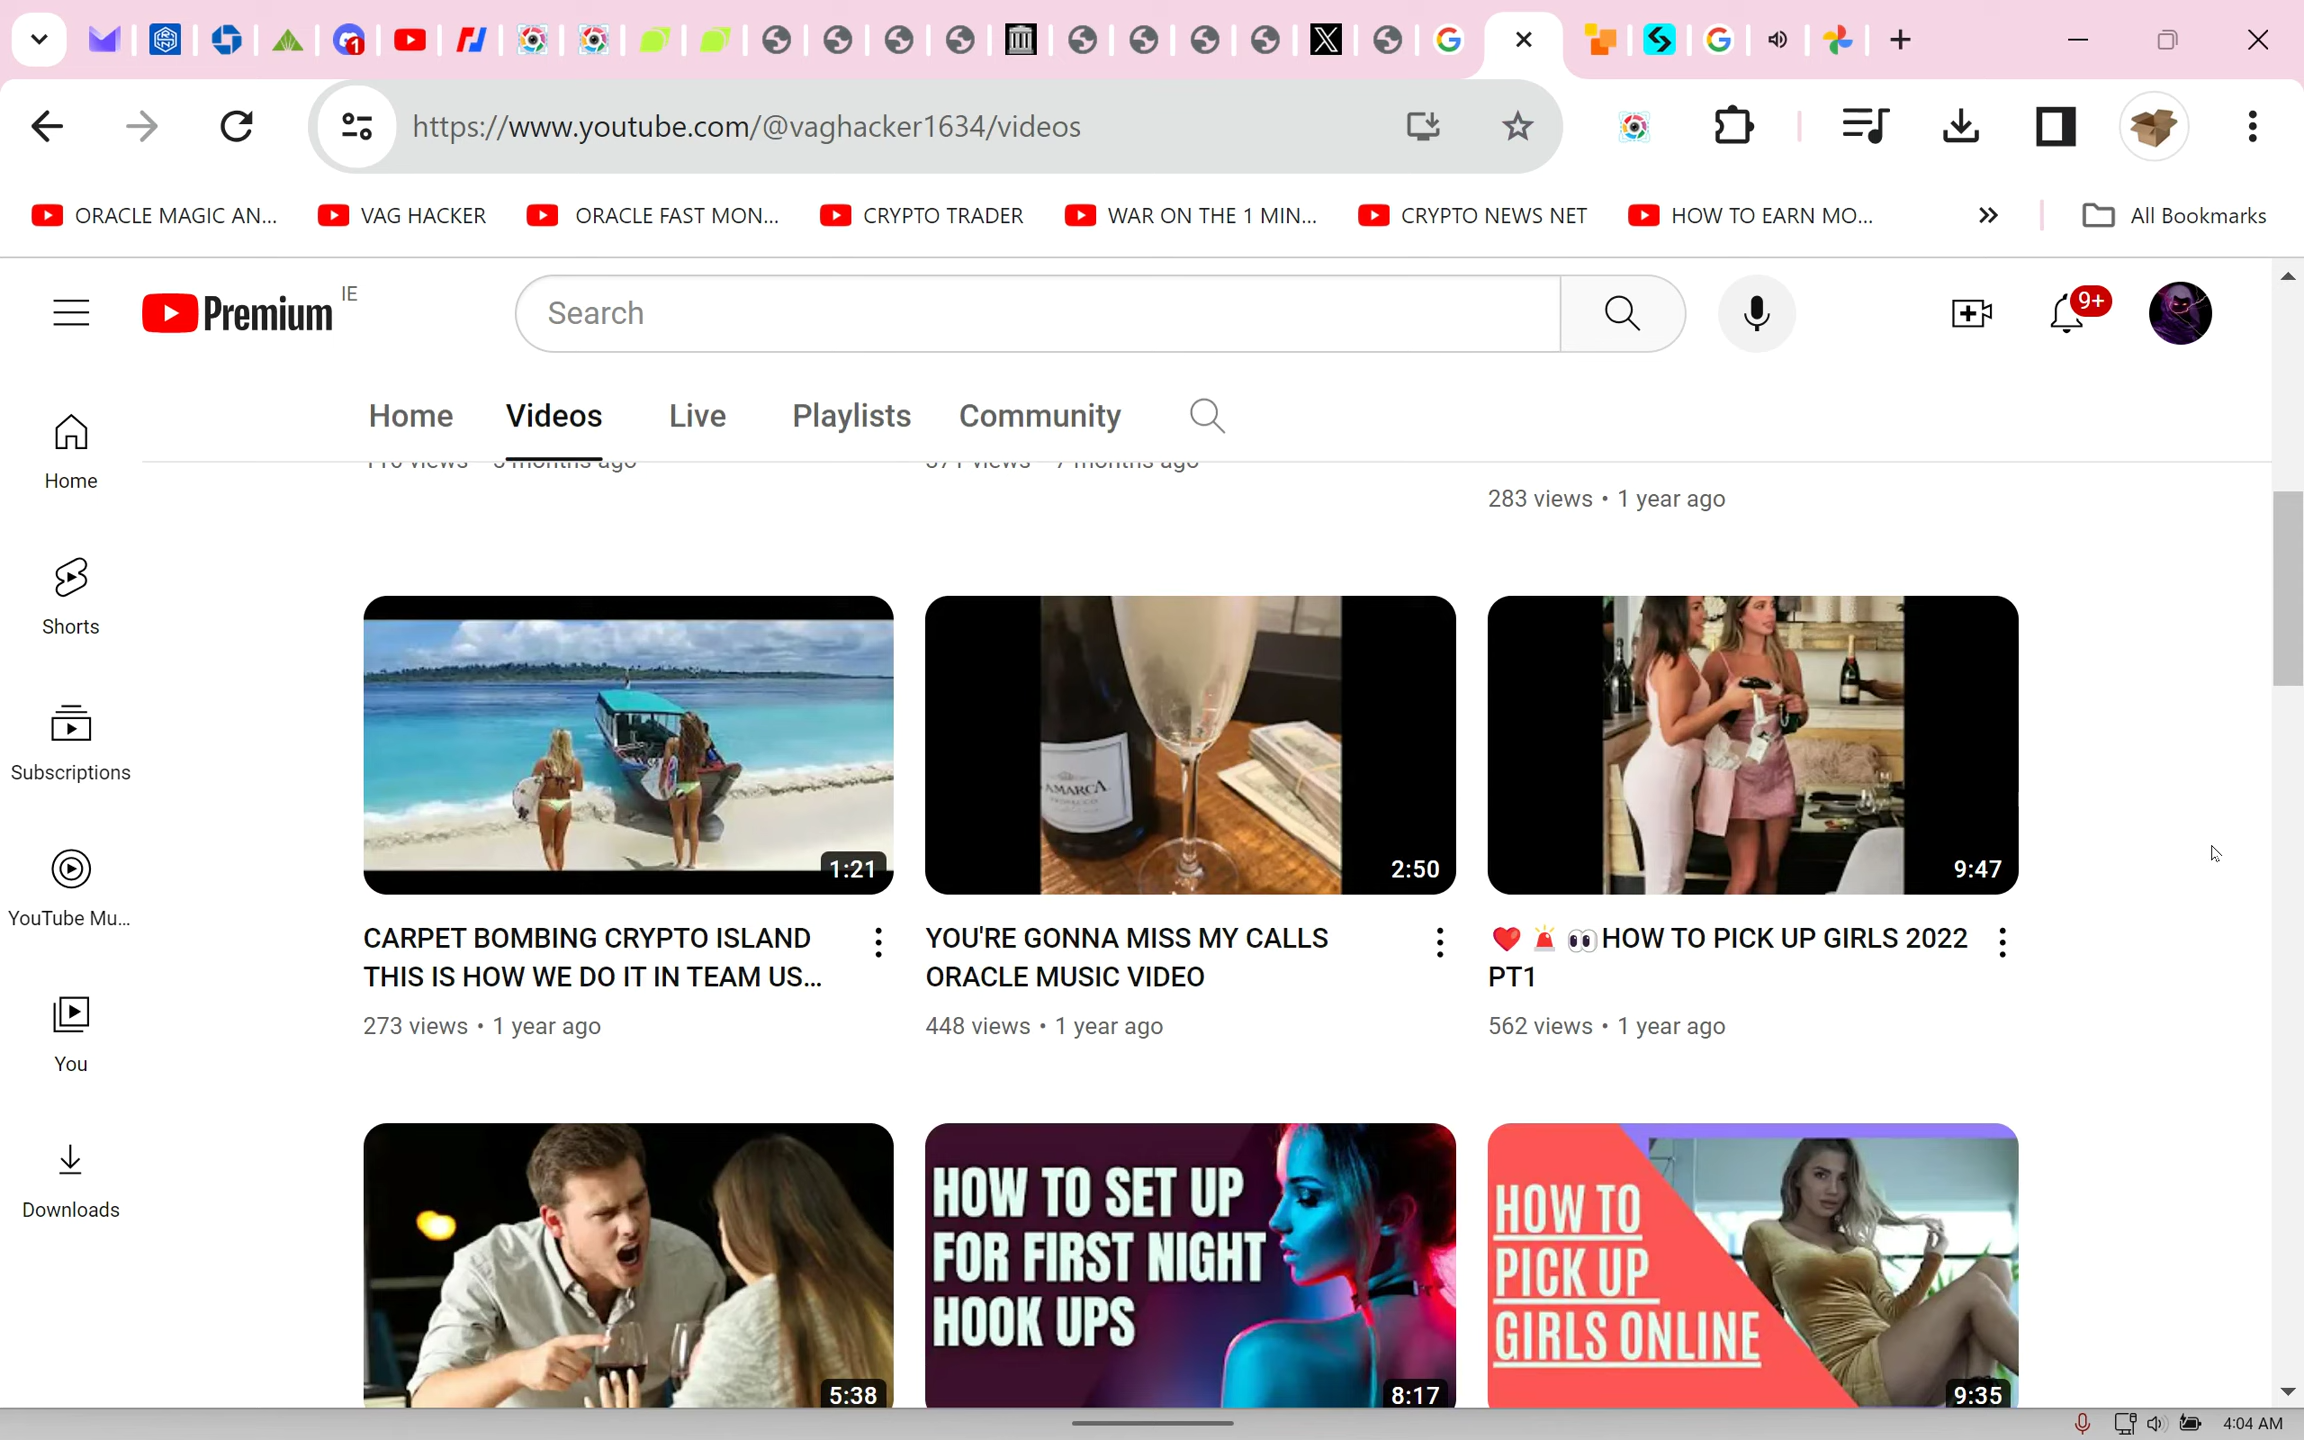 1
https://www.youtube.com/@vaghacker1634/videos
ORACLE MAGIC AN... VAG HACKER ORACLE FAST MON... CRYPTO TRADER WAR ON THE 1 MIN... CRYPTO NEWS NET HOW TO EARN MO... All Bookmarks
Premium IE
Search
9+
Home Videos Live Playlists Community
283 views • 1 year ago
Home
Shorts
Subscriptions
YouTube Mu...
You
Downloads
AMARCA
1:21
2:50
9:47
CARPET BOMBING CRYPTO ISLAND
THIS IS HOW WE DO IT IN TEAM US...
273 views • 1 year ago
YOU'RE GONNA MISS MY CALLS
ORACLE MUSIC VIDEO
448 views • 1 year ago
❤️ 🚨 👀HOW TO PICK UP GIRLS 2022
PT1
562 views • 1 year ago
5:38
HOW TO SET UP
FOR FIRST NIGHT
HOOK UPS
8:17
HOW TO
PICK UP
GIRLS ONLINE
9:35
4:04 AM